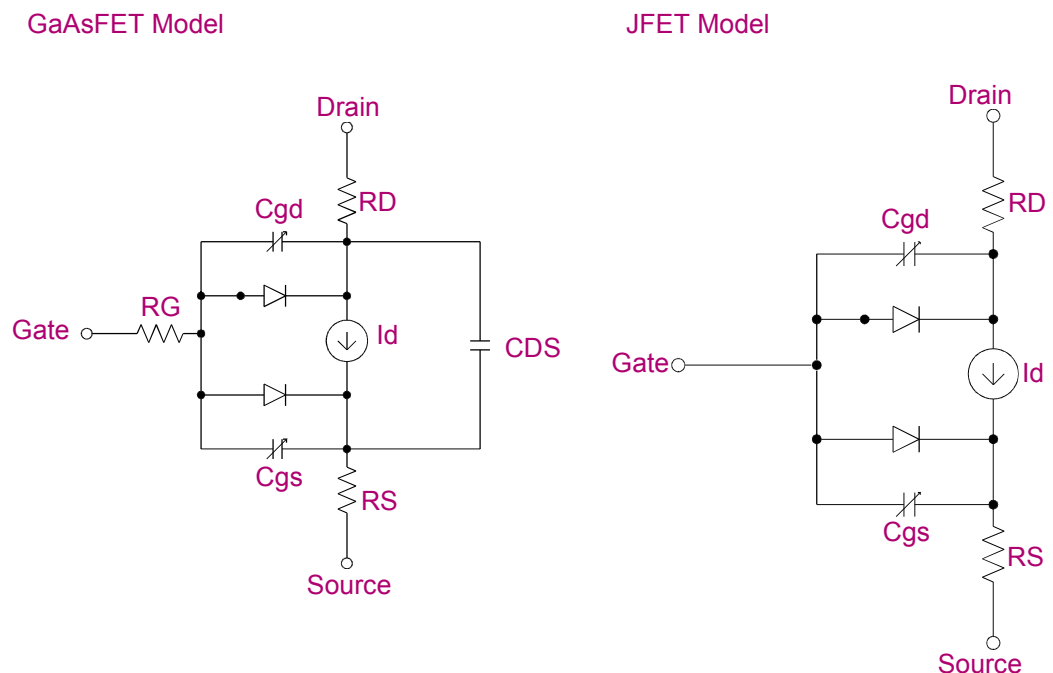 GaAsFET Model
Drain
RD
Cgd
RG
Gate
Id
CDS
Cgs
RS
Source
JFET Model
Drain
RD
Cgd
Gate
Id
Cgs
RS
Source